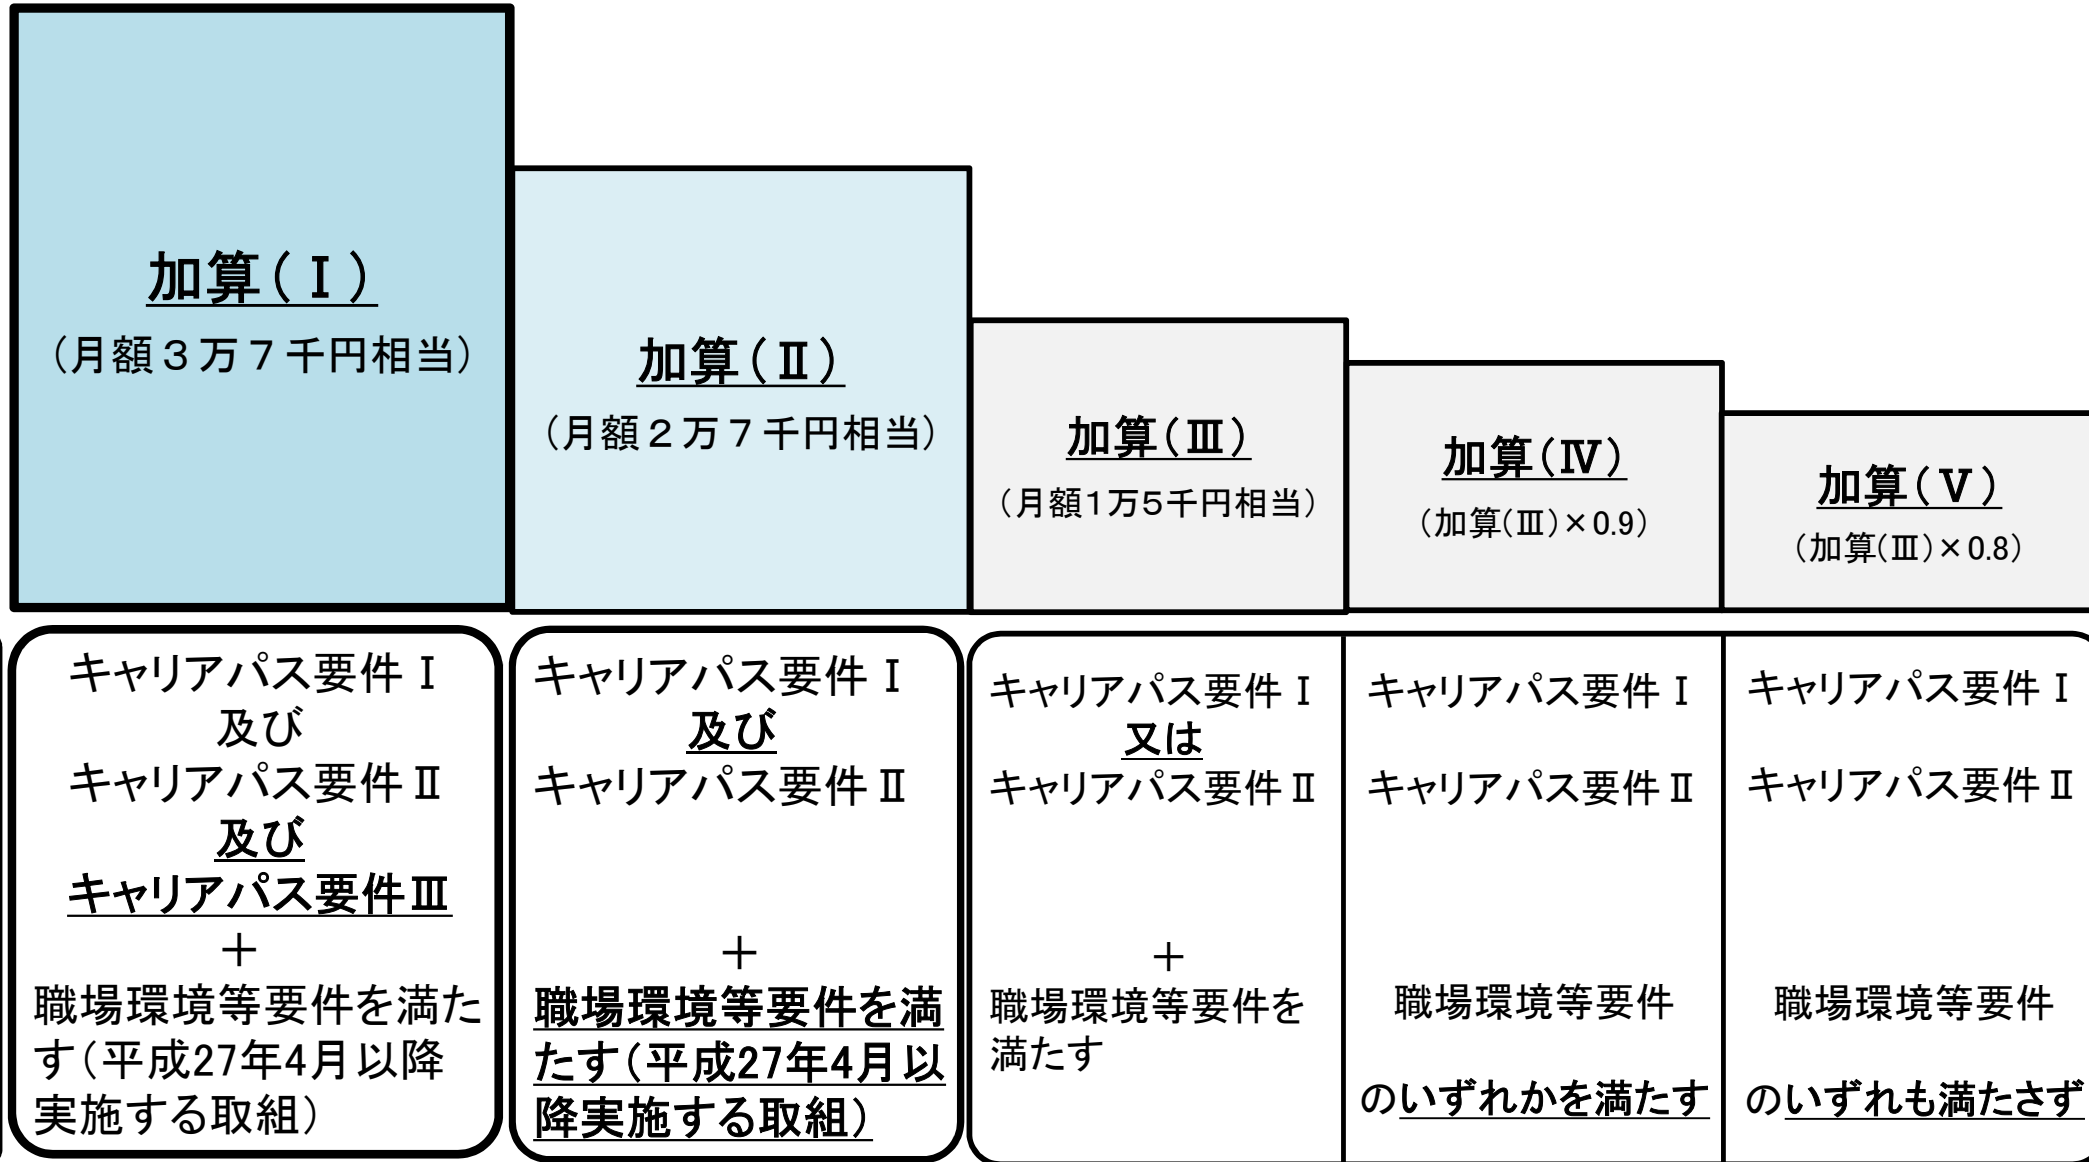 加算(Ⅰ)
(月額３万７千円相当)
加算(Ⅱ)
(月額２万７千円相当)
加算(Ⅲ)
(月額1万5千円相当)
加算(Ⅳ)
(加算(Ⅲ)×0.9)
加算(Ⅴ)
(加算(Ⅲ)×0.8)
キャリアパス要件Ⅰ
及び
キャリアパス要件Ⅱ
及び
キャリアパス要件Ⅲ
＋
職場環境等要件を満た
す(平成27年4月以降
実施する取組)
キャリアパス要件Ⅰ
及び
キャリアパス要件Ⅱ
＋
職場環境等要件を満
たす(平成27年4月以
降実施する取組)
キャリアパス要件Ⅰ
又は
キャリアパス要件Ⅱ
＋
職場環境等要件を
満たす
キャリアパス要件Ⅰ
キャリアパス要件Ⅱ
職場環境等要件
のいずれかを満たす
キャリアパス要件Ⅰ
キャリアパス要件Ⅱ
職場環境等要件
のいずれも満たさず